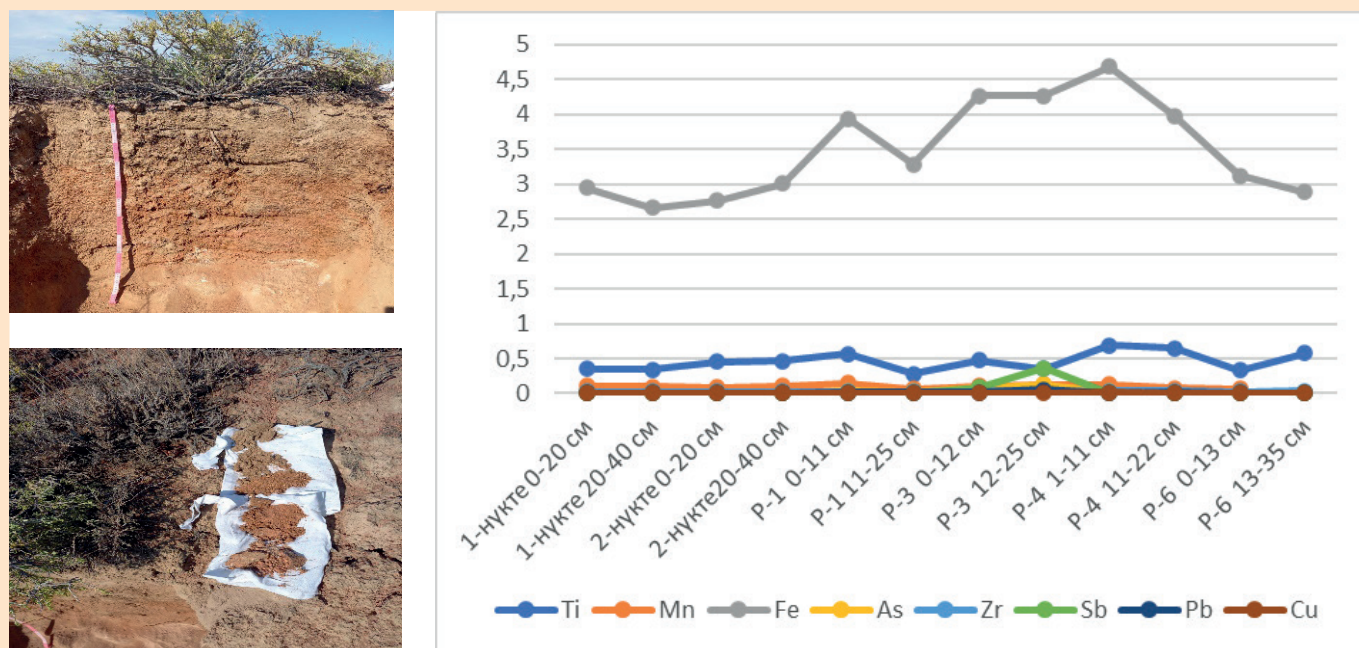 5
4,5
4
3,5
3
2,5
2
1,5
1
0,5
0
1-нүкте 0-20 см
1-нүкте 20-40 см
2-нүкте 0-20 см
2-нүкте20-40 см
Р-1 0-11 см
Р-1 11-25 см
Р-3 0-12 см
Р-3 12-25 см
Р-4 1-11 см
Р-4 11-22 см
Р-6 0-13 см
Р-6 13-35 см
Ti Mn Fe As Zr Sb Pb Cu